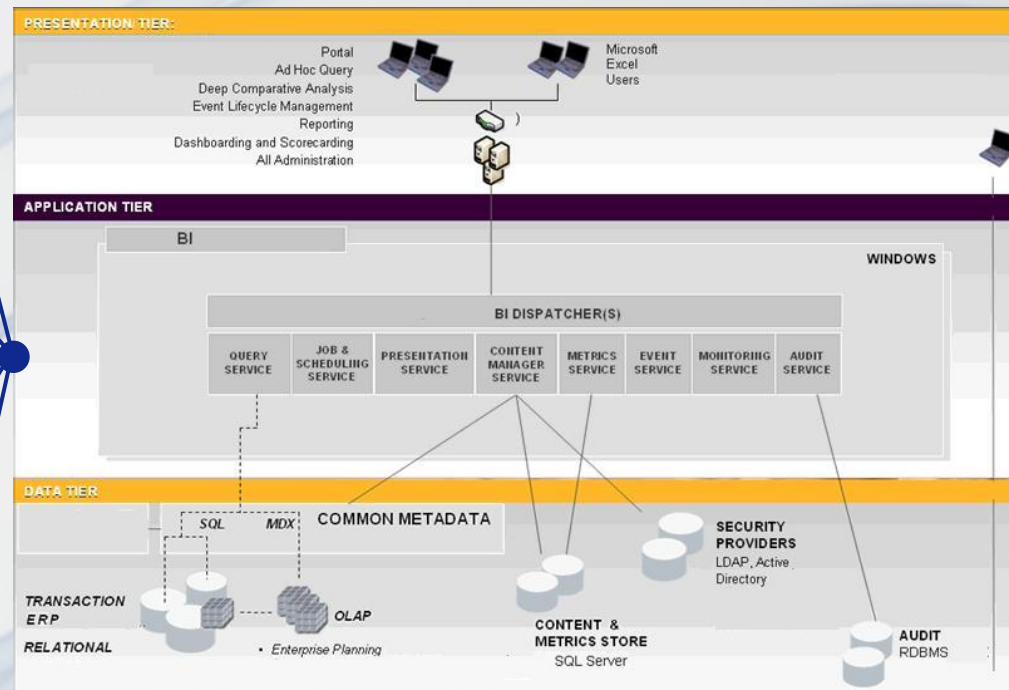 PRESENTATION TIER:
Portal
Ad Hoc Query
Deep Comparative Analysis
Event Lifecycle Management
Reporting
Dashboarding and Scorecarding
All Administration
Microsoft
Excel
Users
)
APPLICATION TIER
BI
WINDOWS
BI DISPATCHER(S)
QUERY
SERVICE
JOB &
SCHEDULING
SERVICE
PRESENTATION
SERVICE
CONTENT
MANAGER
SERVICE
METRICS
SERVICE
EVENT
SERVICE
MONITORING
SERVICE
AUDIT
SERVICE
DATA TIER
SQL
MDX
COMMON METADATA
SECURITY
PROVIDERS
LDAP, Active
Directory
TRANSACTION
ERP
RELATIONAL
OLAP
• Enterprise Planning
CONTENT &
METRICS STORE
SQL Server
AUDIT
RDBMS